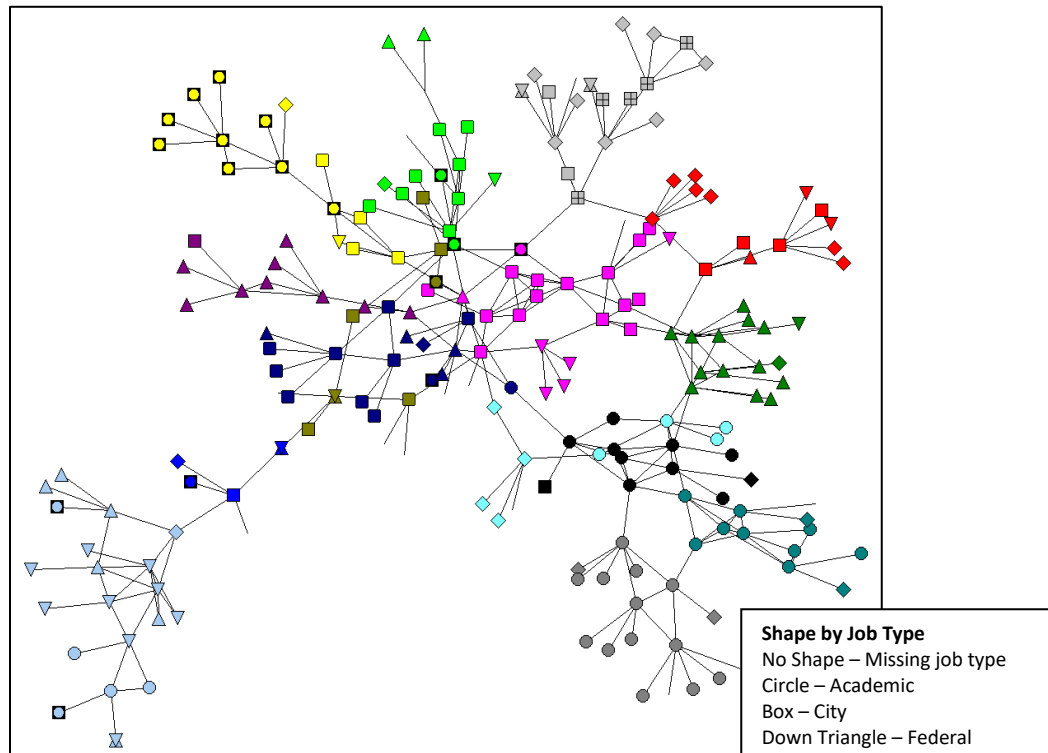 Shape by Job Type
No Shape – Missing job type
Circle – Academic
Box – City
Down Triangle – Federal